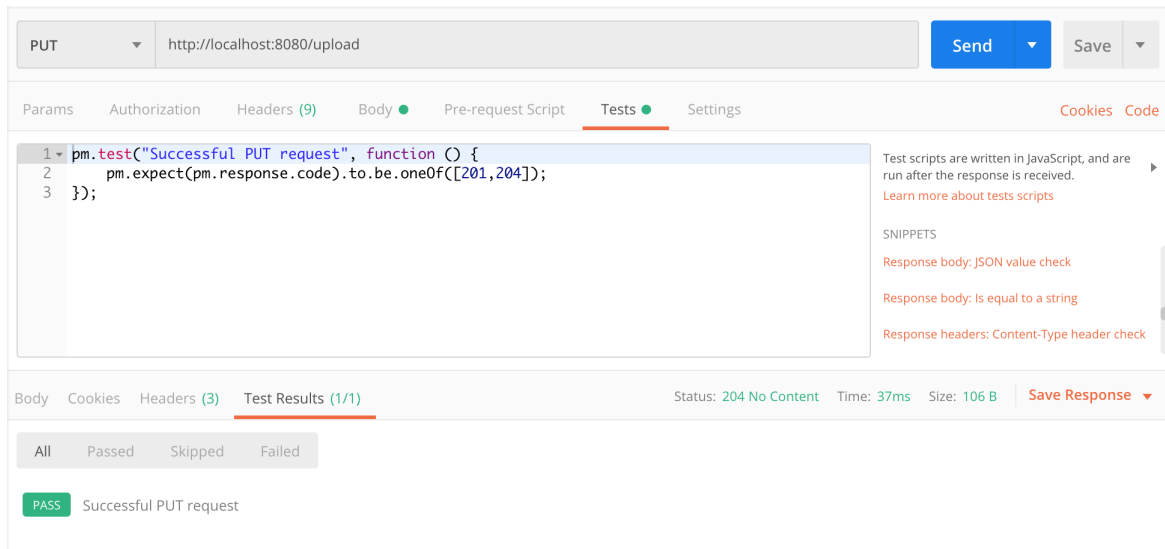 PUT http://localhost:8080/upload Send Save
Params Authorization Headers (9) Body Pre-request Script Tests Settings Cookies Code
1 pm.test("Successful PUT request", function () {
2 pm.expect(pm.response.code).to.be.oneOf([201,204]);
3 });
Test scripts are written in JavaScript, and are
run after the response is received.
Learn more about tests scripts
SNIPPETS
Response body: JSON value check
Response body: Is equal to a string
Response headers: Content-Type header check
Body Cookies Headers (3) Test Results (1/1) Status: 204 No Content Time: 37ms Size: 106 B Save Response
All Passed Skipped Failed
PASS Successful PUT request